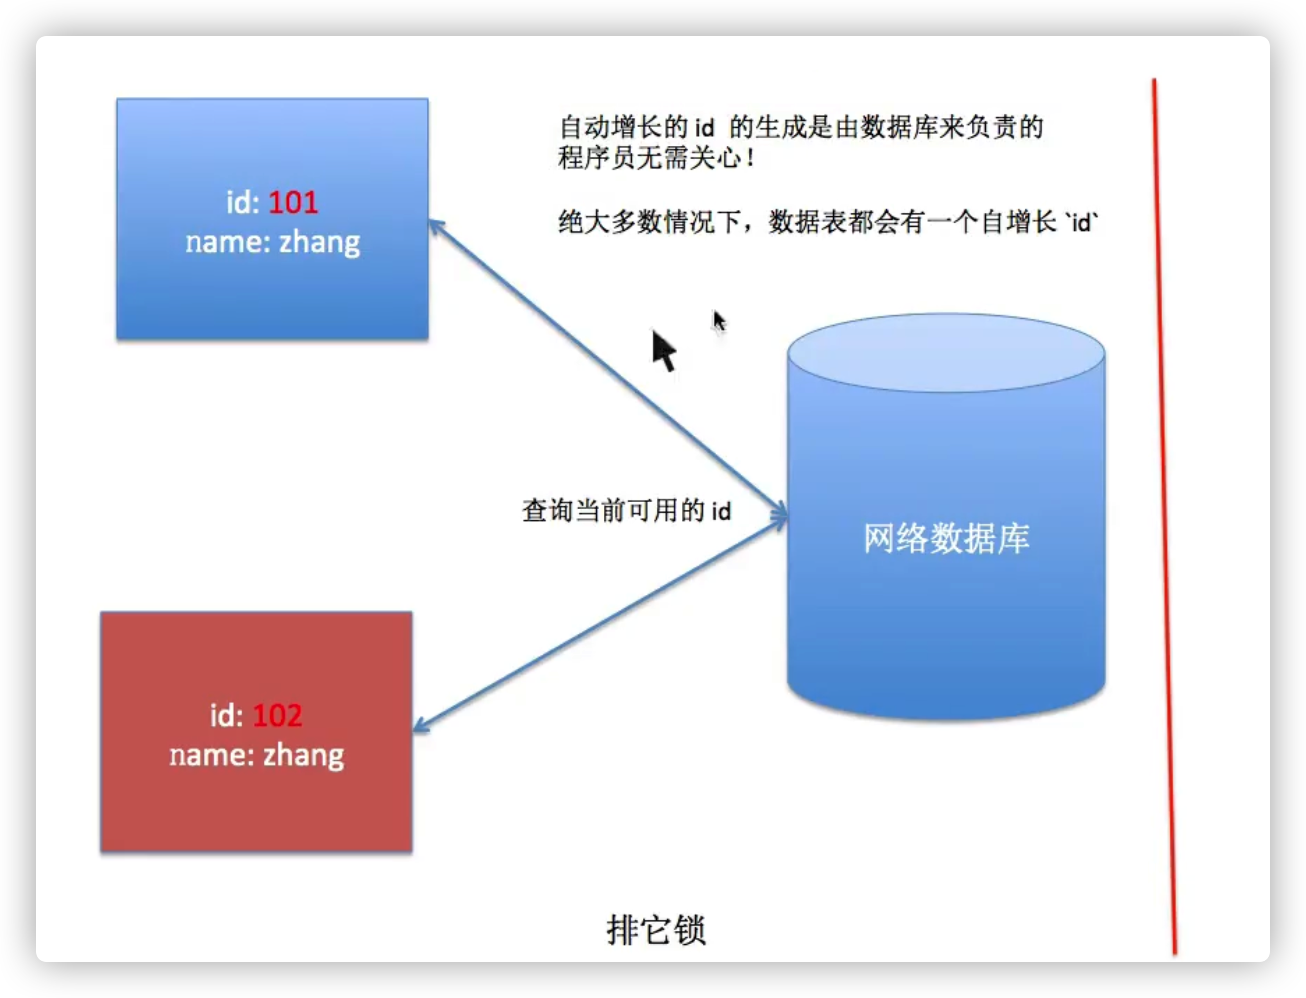 自动增长的 id 的生成是由数据库来负责的
程序员无需关心！
绝大多数情况下，数据表都会有一个自增长 `id`
id: 101
name: zhang
查询当前可用的 id
网络数据库
id: 102
name: zhang
排它锁